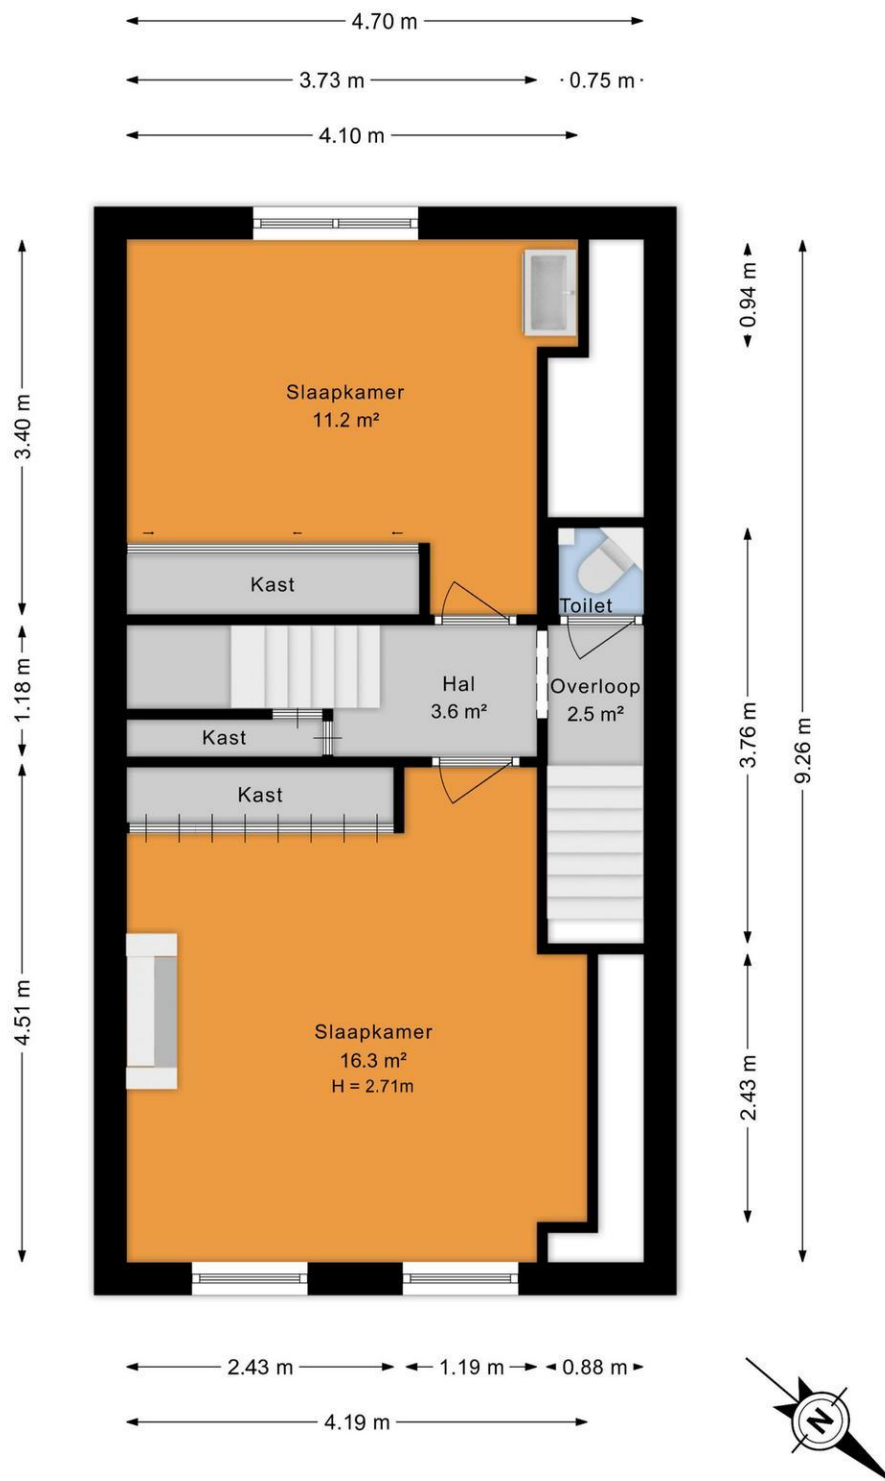 4.70 m
3.73 m
0.75 m
4.10 m
0.94 m
3.40 m
Slaapkamer
11.2 m²
Kast
Toilet
1.18 m
Hal
3.6 m²
Overloop
2.5 m²
Kast
3.76 m
9.26 m
Kast
4.51 m
Slaapkamer
16.3 m²
H = 2.71m
2.43 m
2.43 m
1.19 m
0.88 m
4.19 m
N